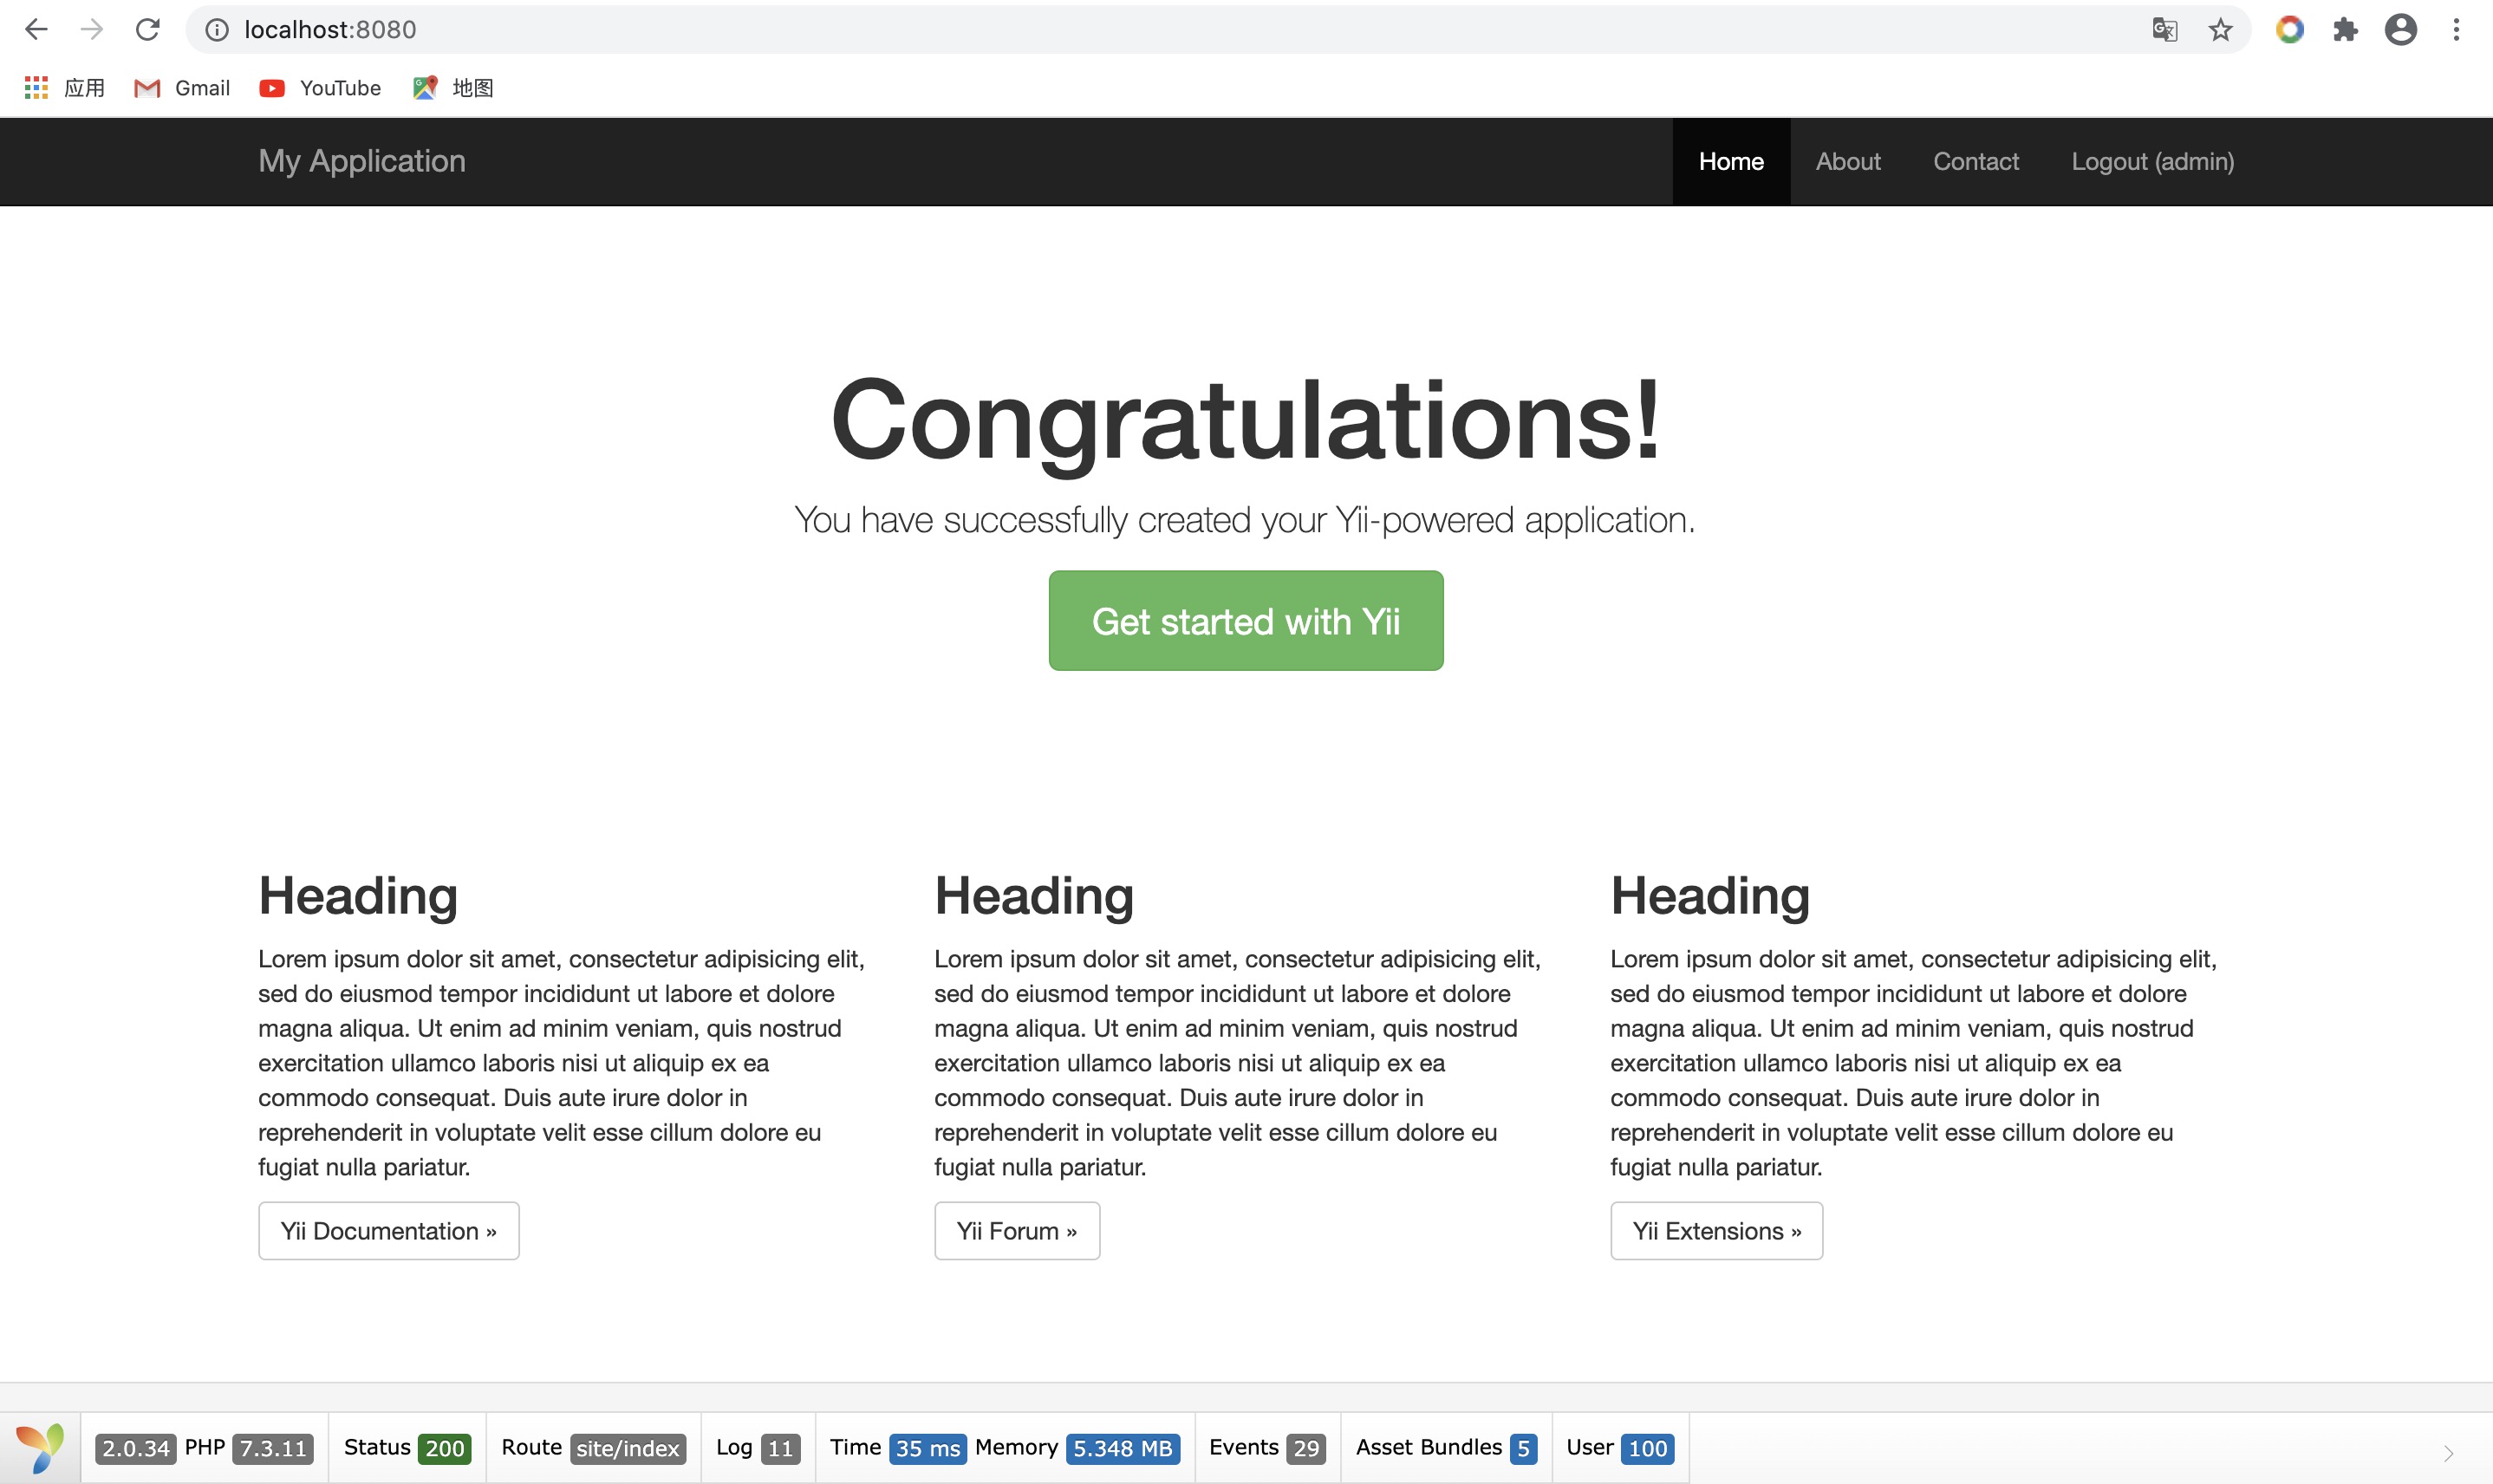 localhost:8080
应用 Gmail YouTube 地图
My Application Home About Contact Logout (admin)
Congratulations!
You have successfully created your Yii-powered application.
Get started with Yii
Heading
Lorem ipsum dolor sit amet, consectetur adipisicing elit,
sed do eiusmod tempor incididunt ut labore et dolore
magna aliqua. Ut enim ad minim veniam, quis nostrud
exercitation ullamco laboris nisi ut aliquip ex ea
commodo consequat. Duis aute irure dolor in
reprehenderit in voluptate velit esse cillum dolore eu
fugiat nulla pariatur.
Yii Documentation »
Heading
Lorem ipsum dolor sit amet, consectetur adipisicing elit,
sed do eiusmod tempor incididunt ut labore et dolore
magna aliqua. Ut enim ad minim veniam, quis nostrud
exercitation ullamco laboris nisi ut aliquip ex ea
commodo consequat. Duis aute irure dolor in
reprehenderit in voluptate velit esse cillum dolore eu
fugiat nulla pariatur.
Yii Forum »
Heading
Lorem ipsum dolor sit amet, consectetur adipisicing elit,
sed do eiusmod tempor incididunt ut labore et dolore
magna aliqua. Ut enim ad minim veniam, quis nostrud
exercitation ullamco laboris nisi ut aliquip ex ea
commodo consequat. Duis aute irure dolor in
reprehenderit in voluptate velit esse cillum dolore eu
fugiat nulla pariatur.
Yii Extensions »
2.0.34 PHP 7.3.11 Status 200 Route site/index Log 11 Time 35 ms Memory 5.348 MB Events 29 Asset Bundles 5 User 100